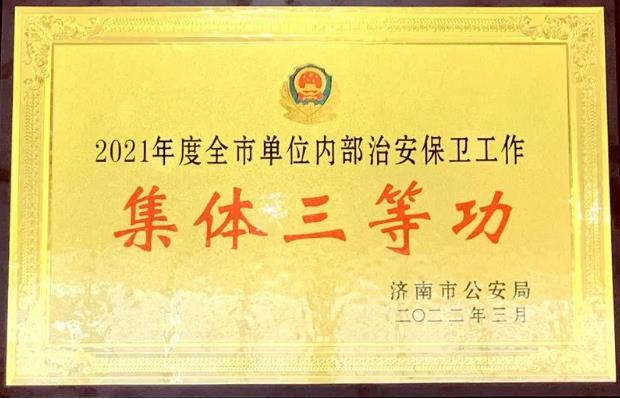 2021年度全市单位内部治安保卫工作
集体三等功
济南市公安局
二〇二二年三月